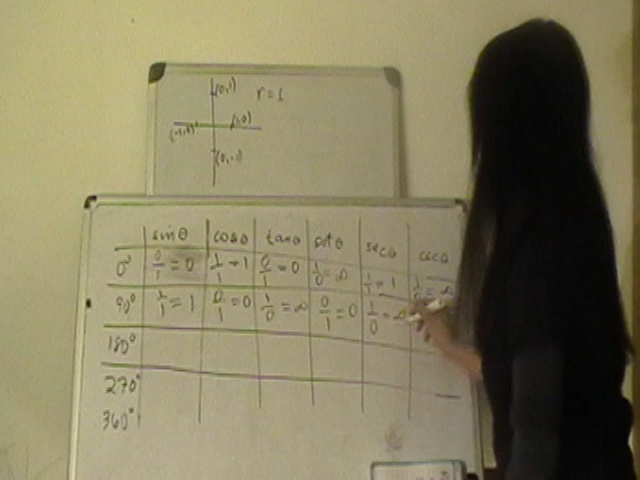 (0,1)
r=1
(-1,0) (1,0)
(0,-1)
sinθ cosθ tanθ cotθ secθ cscθ
0° 0/1 = 0 1/1 = 1 0/1 = 0 1/0 = ∞ 1/1 = 1 1/0 = ∞
90° 1/1 = 1 0/1 = 0 1/0 = ∞ 0/1 = 0 1/0 = ∞
180°
270°
360°